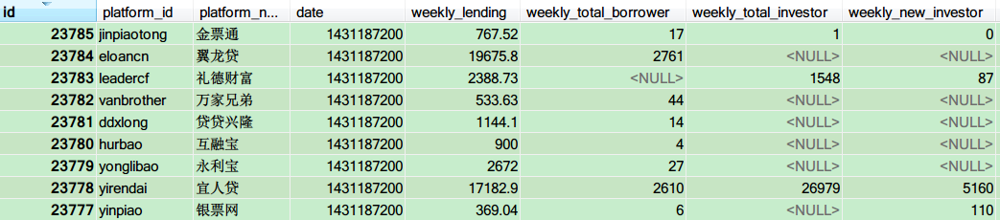 id platform_id platform_n... date weekly_lending weekly_total_borrower weekly_total_investor weekly_new_investor
23785 jinpiaotong 金票通 1431187200 767.52 17 1 0
23784 eloancn 翼龙贷 1431187200 19675.8 2761 <NULL> <NULL>
23783 leadercf 礼德财富 1431187200 2388.73 <NULL> 1548 87
23782 vanbrother 万家兄弟 1431187200 533.63 44 <NULL> <NULL>
23781 ddxlong 贷贷兴隆 1431187200 1144.1 14 <NULL> <NULL>
23780 hurbao 互融宝 1431187200 900 4 <NULL> <NULL>
23779 yonglibao 永利宝 1431187200 2672 27 <NULL> <NULL>
23778 yirendai 宜人贷 1431187200 17182.9 2610 26979 5160
23777 yinpiao 银票网 1431187200 369.04 6 <NULL> 110